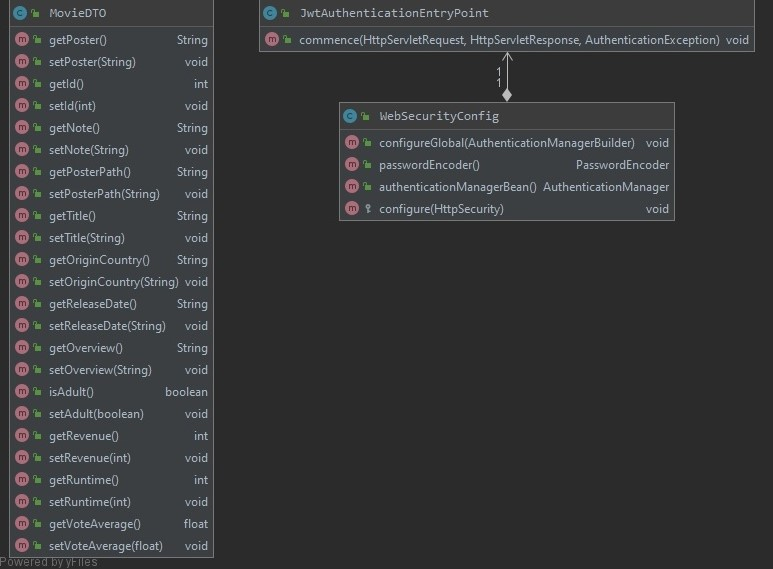 MovieDTO
getPoster() String
setPoster(String) void
getId() int
setId(int) void
getNote() String
setNote(String) void
getPosterPath() String
setPosterPath(String) void
getTitle() String
setTitle(String) void
getOriginCountry() String
setOriginCountry(String) void
getReleaseDate() String
setReleaseDate(String) void
getOverview() String
setOverview(String) void
isAdult() boolean
setAdult(boolean) void
getRevenue() int
setRevenue(int) void
getRuntime() int
setRuntime(int) void
getVoteAverage() float
setVoteAverage(float) void
Powered by yFiles
JwtAuthenticationEntryPoint
commence(HttpServletRequest, HttpServletResponse, AuthenticationException) void
1
1
WebSecurityConfig
configureGlobal(AuthenticationManagerBuilder) void
passwordEncoder() PasswordEncoder
authenticationManagerBean() AuthenticationManager
configure(HttpSecurity) void